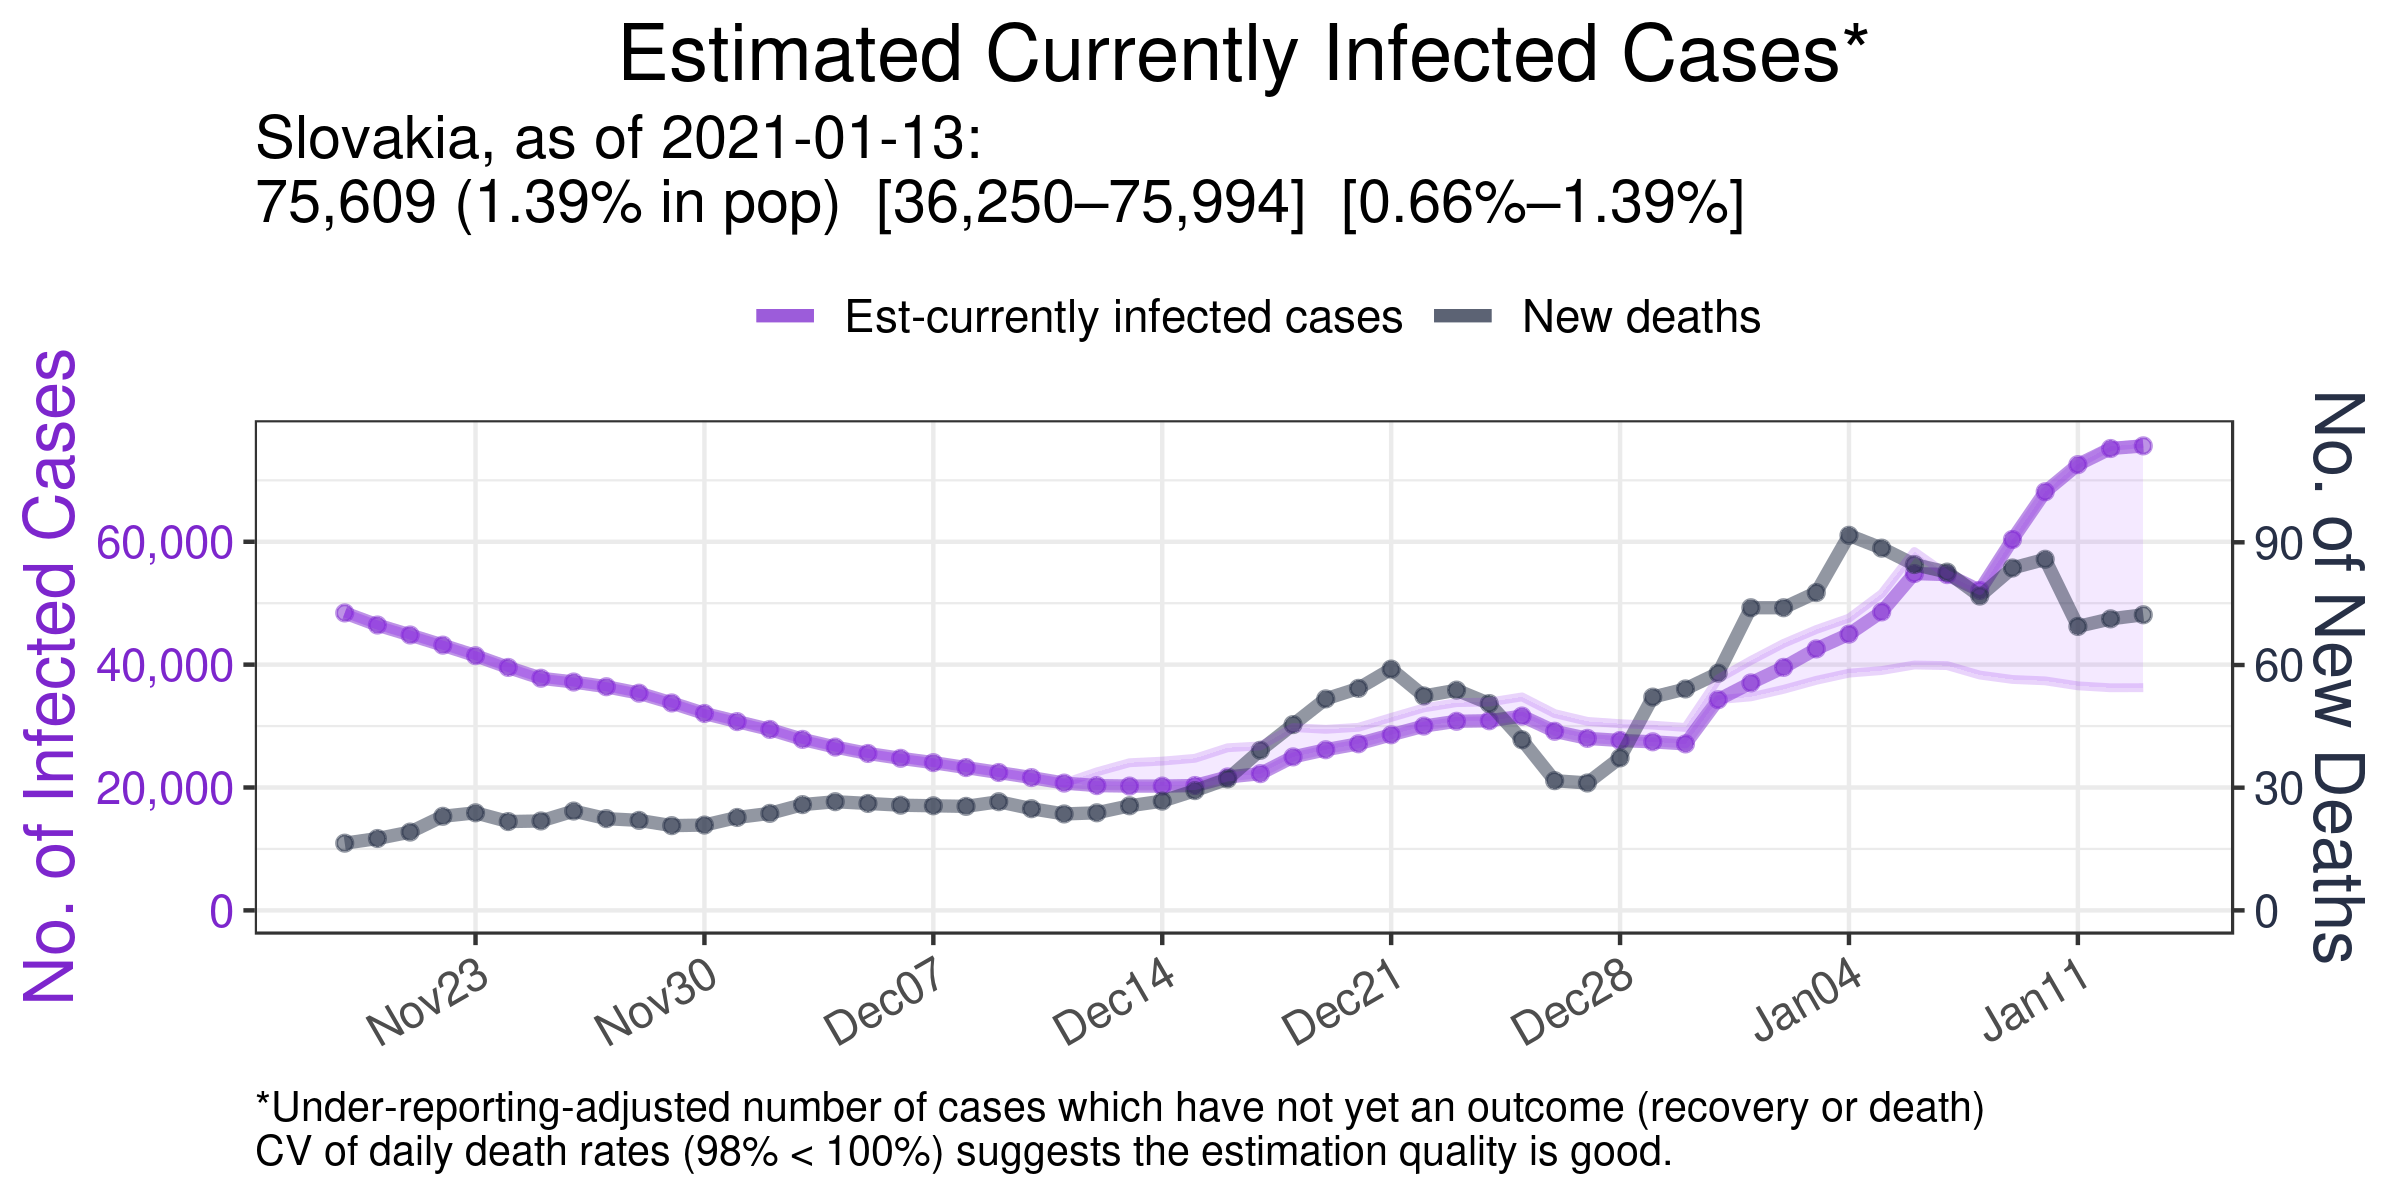 Estimated Currently Infected Cases*
Slovakia, as of 2021-01-13:
75,609 (1.39% in pop)  [36,250–75,994]  [0.66%–1.39%]
Est-currently infected cases
New deaths
No. of Infected Cases
60,000
40,000
20,000
0
90
60
30
0
No. of New Deaths
Nov23
Nov30
Dec07
Dec14
Dec21
Dec28
Jan04
Jan11
*Under-reporting-adjusted number of cases which have not yet an outcome (recovery or death)
CV of daily death rates (98% < 100%) suggests the estimation quality is good.